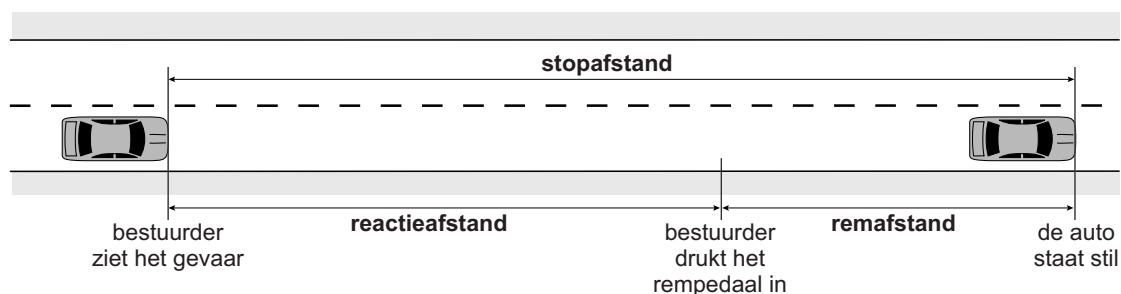 stopafstand
reactieafstand
remafstand
bestuurder
ziet het gevaar
bestuurder
drukt het
rempedaal in
de auto
staat stil